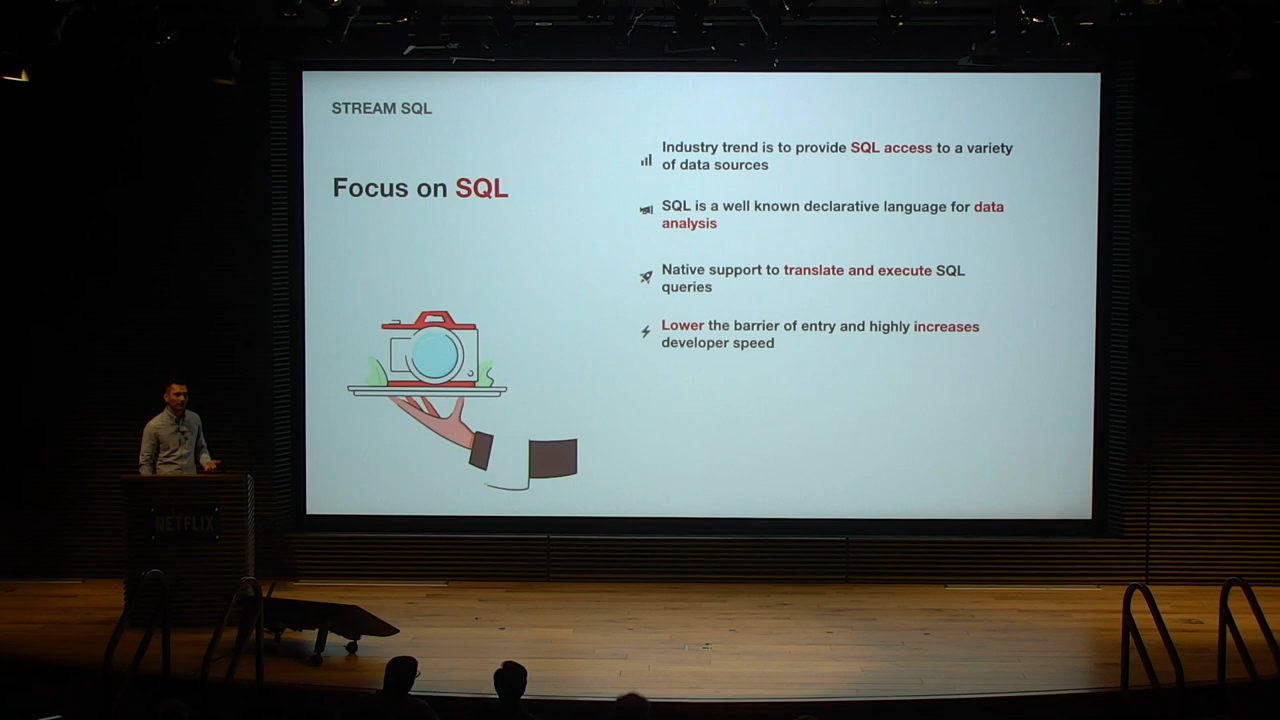 STREAM SQL
Focus on SQL
Industry trend is to provide SQL access to a variety
of data sources
SQL is a well known declarative language for data
analysis
Native support to translate and execute SQL
queries
Lower the barrier of entry and highly increases
developer speed
NETFLIX